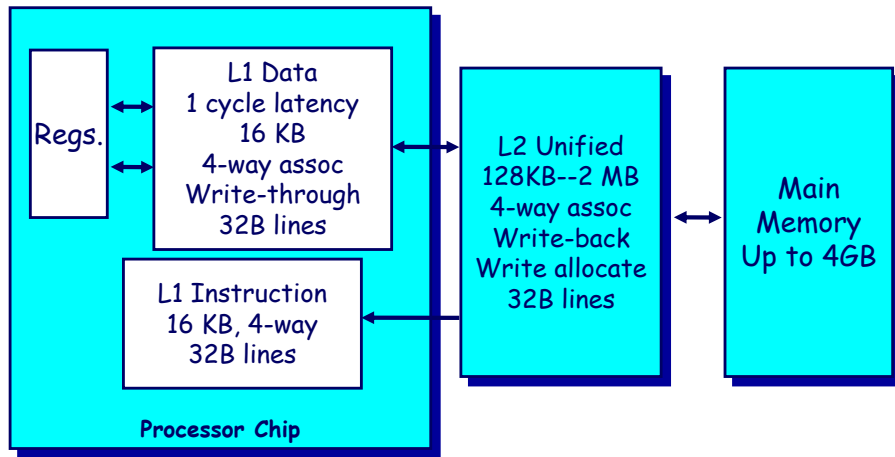 Regs.
L1 Data
1 cycle latency
16 KB
4-way assoc
Write-through
32B lines
L1 Instruction
16 KB, 4-way
32B lines
Processor Chip
L2 Unified
128KB--2 MB
4-way assoc
Write-back
Write allocate
32B lines
Main
Memory
Up to 4GB